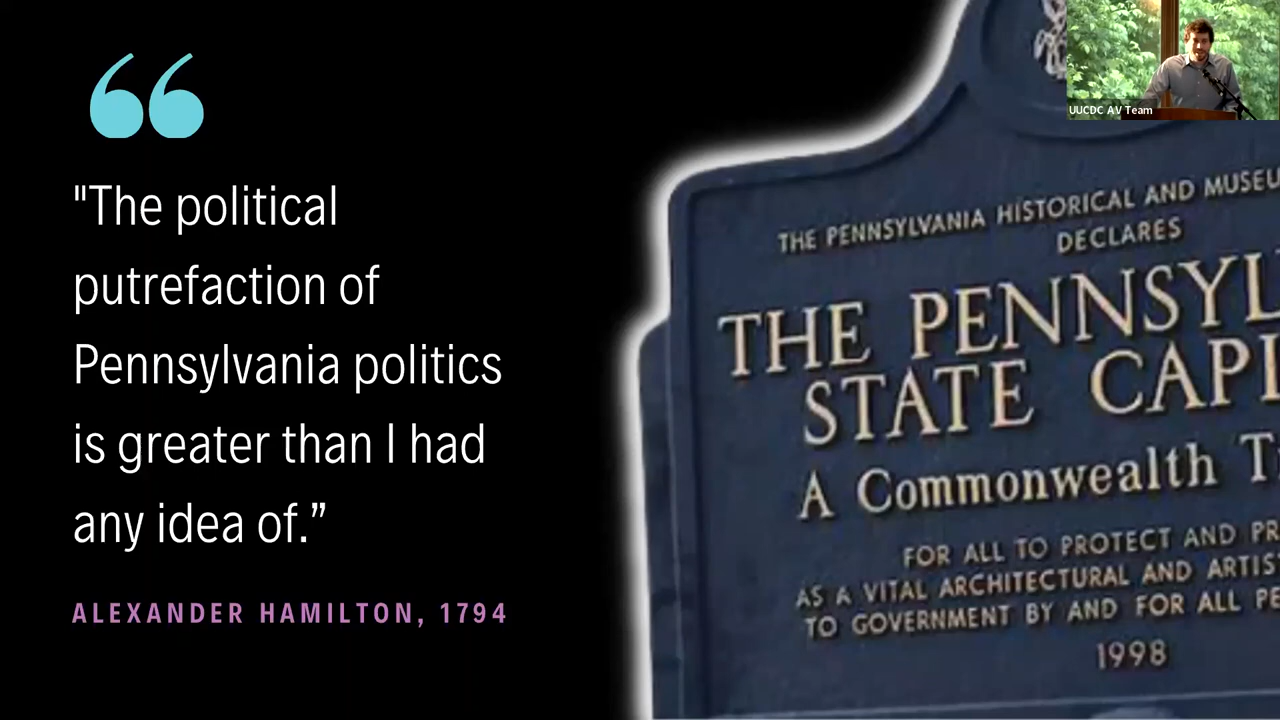 "The political
putrefaction of
Pennsylvania politics
is greater than I had
any idea of.”
ALEXANDER HAMILTON, 1794
UUCDC AV Team
THE PENNSYLVANIA HISTORICAL AND MUSEU
DECLARES
THE PENNSYL
STATE CAPI
A Commonwealth T
FOR ALL TO PROTECT AND PR
AS A VITAL ARCHITECTURAL AND ARTIS
TO GOVERNMENT BY AND FOR ALL PE
1998